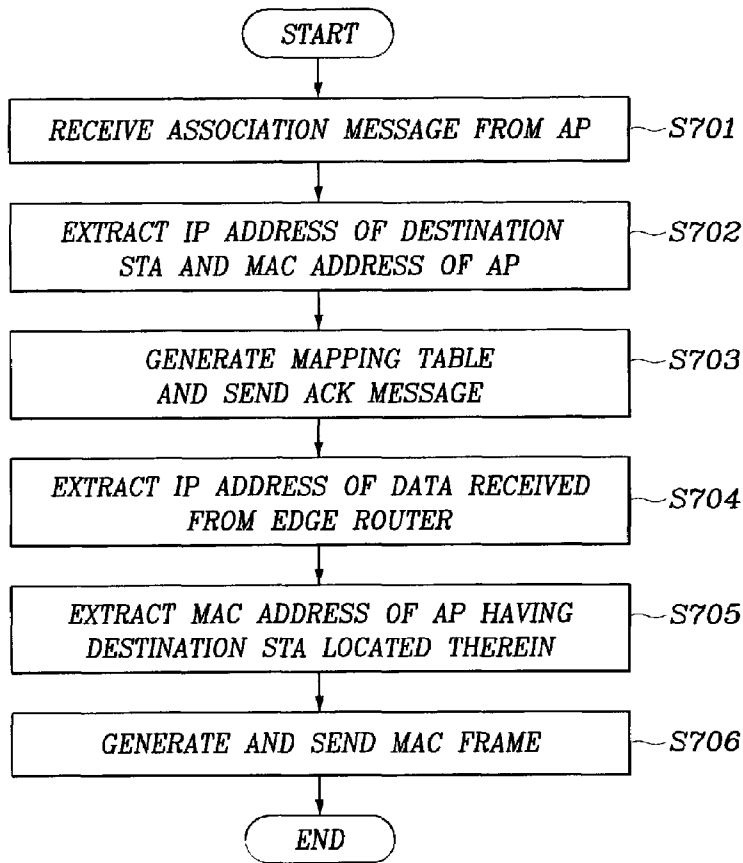 START
RECEIVE ASSOCIATION MESSAGE FROM AP
S701
EXTRACT IP ADDRESS OF DESTINATION
STA AND MAC ADDRESS OF AP
S702
GENERATE MAPPING TABLE
AND SEND ACK MESSAGE
S703
EXTRACT IP ADDRESS OF DATA RECEIVED
FROM EDGE ROUTER
S704
EXTRACT MAC ADDRESS OF AP HAVING
DESTINATION STA LOCATED THEREIN
S705
GENERATE AND SEND MAC FRAME
S706
END